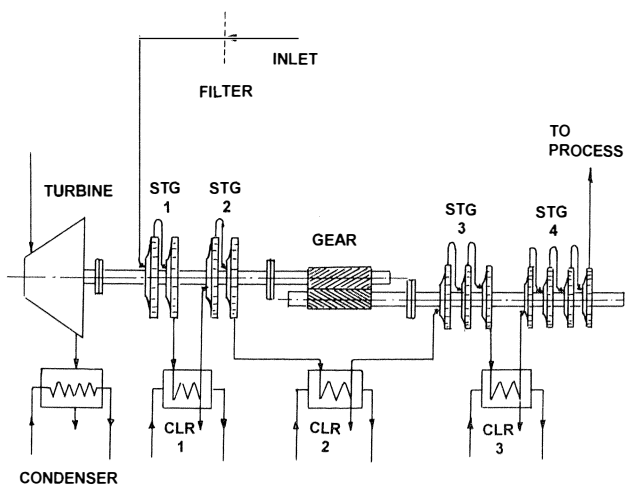 INLET
FILTER
TO
PROCESS
TURBINE
STG
1
STG
2
GEAR
STG
3
STG
4
CLR
1
CLR
2
CLR
3
CONDENSER